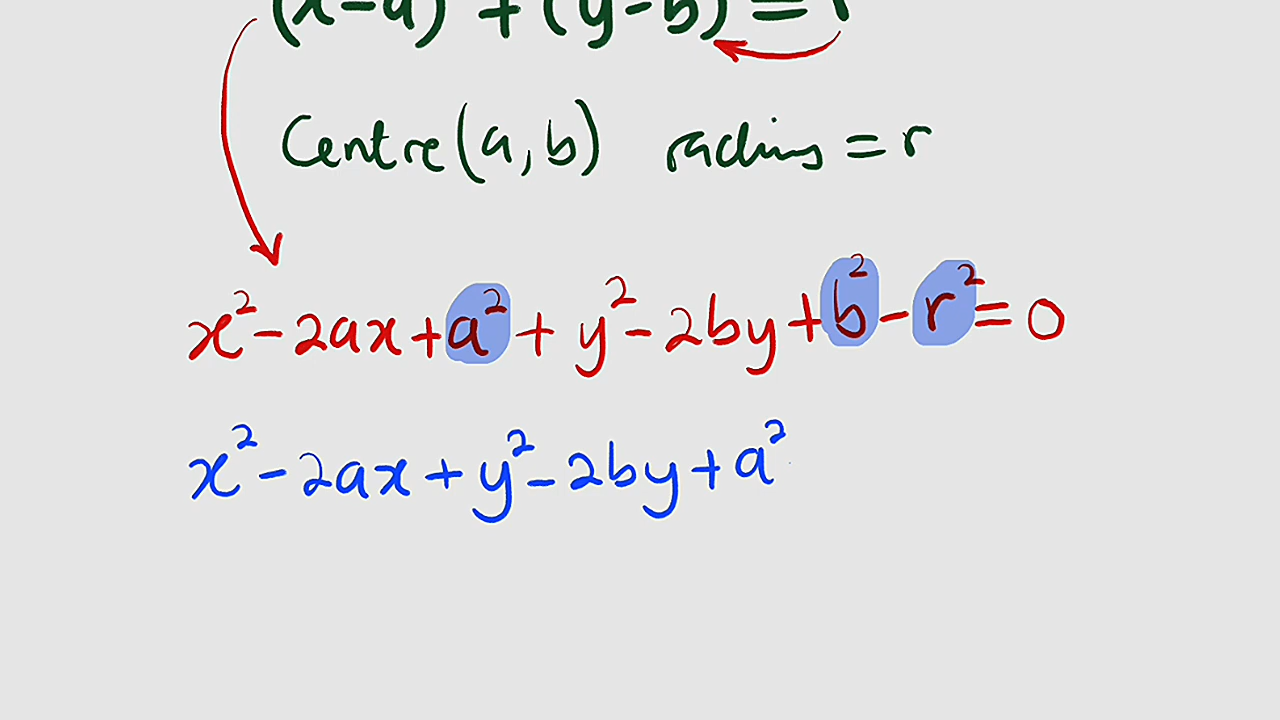 (x-a) + (y-b) = r
Centre (a, b) radius = r
x² - 2ax + a² + y² - 2by + b² - r² = 0
x² - 2ax + y² - 2by + a²